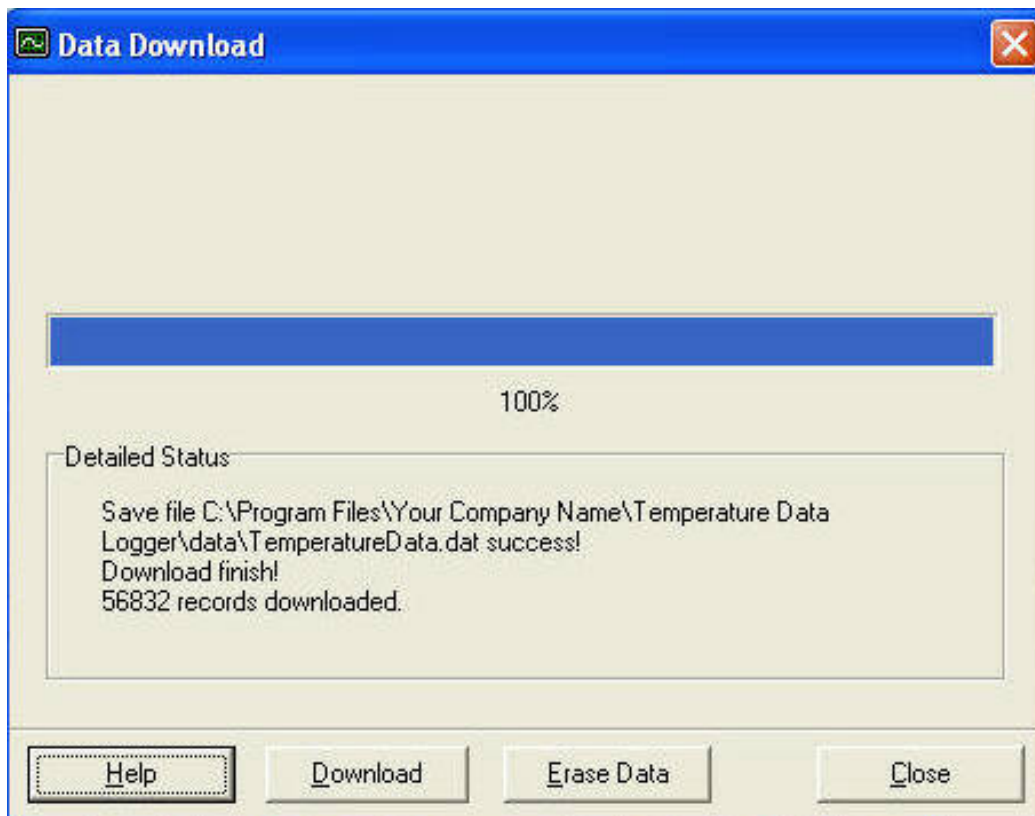 Data Download
100%
Detailed Status
Save file C:\Program Files\Your Company Name\Temperature Data
Logger\data\TemperatureData.dat success!
Download finish!
56832 records downloaded.
Help
Download
Erase Data
Close